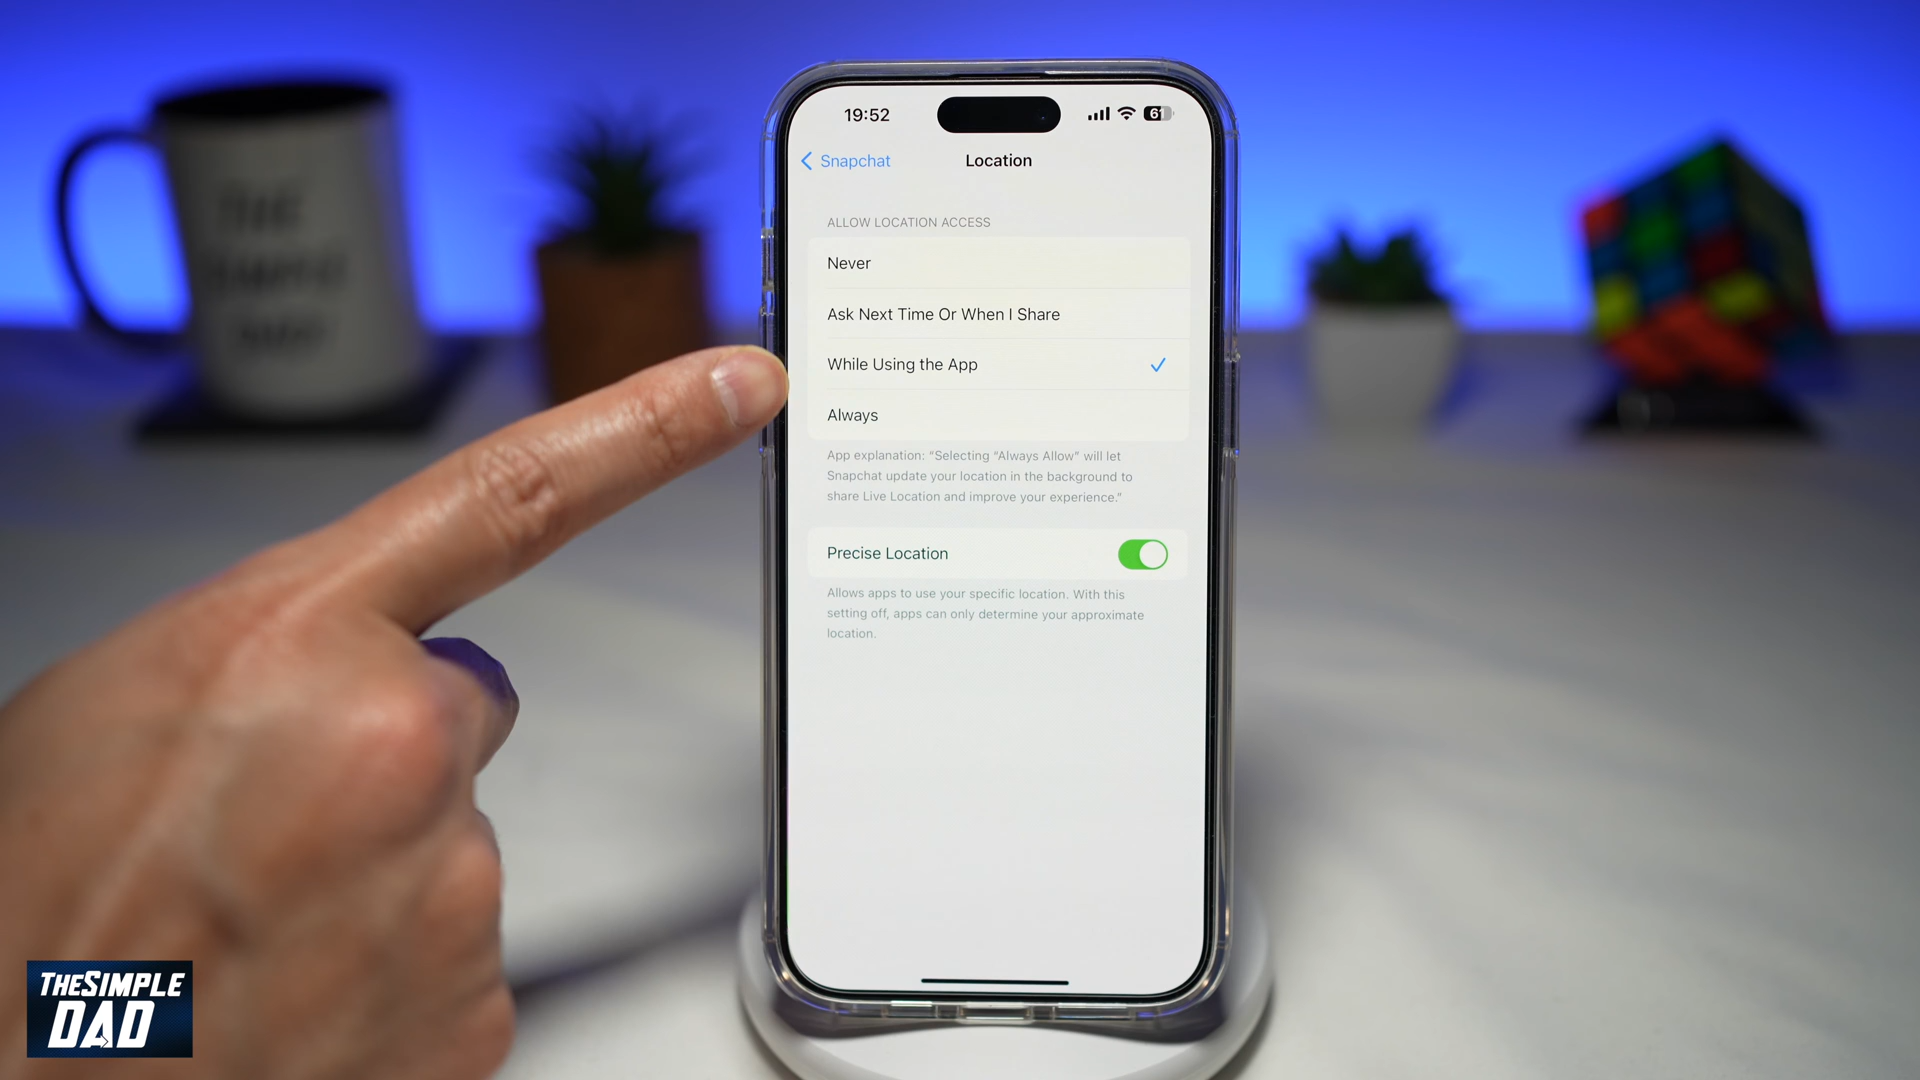 19:52
61
Snapchat
Location
ALLOW LOCATION ACCESS
Never
Ask Next Time Or When I Share
While Using the App
Always
App explanation: “Selecting “Always Allow” will let
Snapchat update your location in the background to
share Live Location and improve your experience.”
Precise Location
Allows apps to use your specific location. With this
setting off, apps can only determine your approximate
location.
THE
SIMPLE
DAD
THESIMPLE
DAD